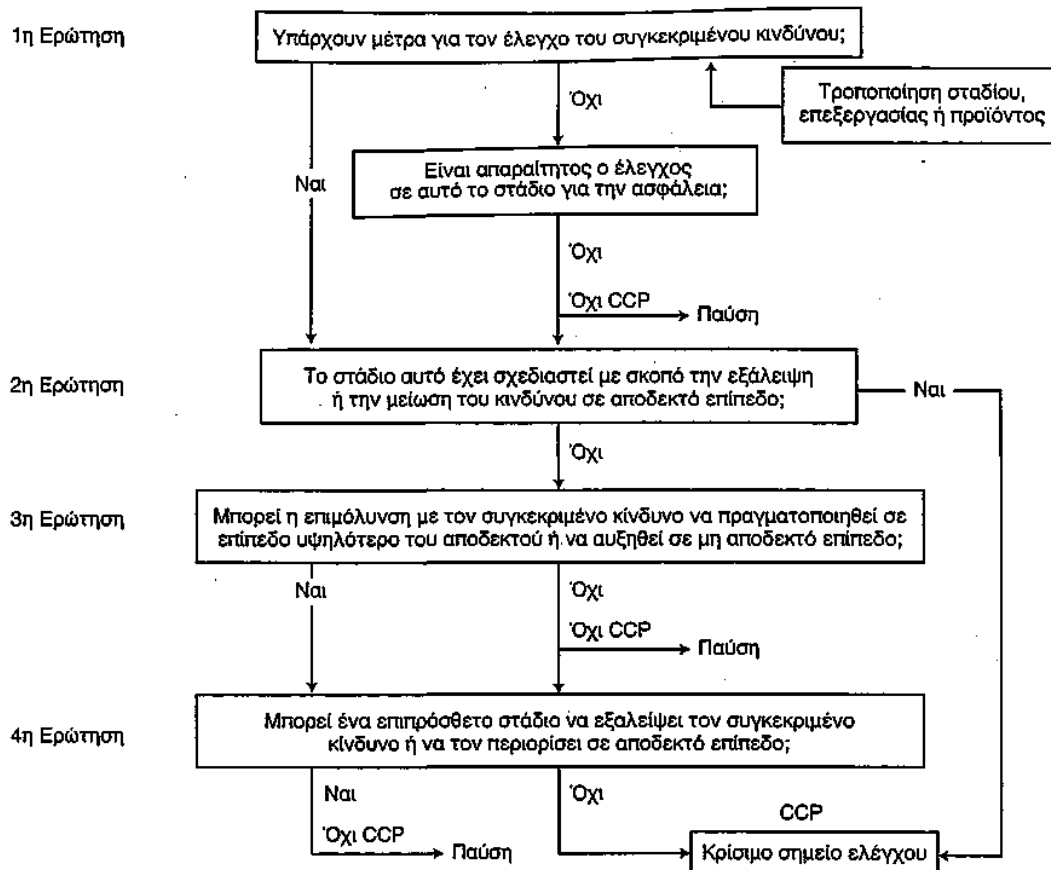 1η Ερώτηση
Υπάρχουν μέτρα για τον έλεγχο του συγκεκριμένου κινδύνου;
Όχι
Τροποποίηση σταδίου,
επεξεργασίας ή προϊόντος
Ναι
Είναι απαραίτητος ο έλεγχος
σε αυτό το στάδιο για την ασφάλεια;
Όχι
Όχι CCP
Παύση
2η Ερώτηση
Το στάδιο αυτό έχει σχεδιαστεί με σκοπό την εξάλειψη
ή την μείωση του κινδύνου σε αποδεκτό επίπεδο;
Ναι
Όχι
3η Ερώτηση
Μπορεί η επιμόλυνση με τον συγκεκριμένο κίνδυνο να πραγματοποιηθεί σε
επίπεδο υψηλότερο του αποδεκτού ή να αυξηθεί σε μη αποδεκτό επίπεδο;
Ναι
Όχι
Όχι CCP
Παύση
4η Ερώτηση
Μπορεί ένα επιπρόσθετο στάδιο να εξαλείψει τον συγκεκριμένο
κίνδυνο ή να τον περιορίσει σε αποδεκτό επίπεδο;
Ναι
Όχι
Όχι CCP
Παύση
CCP
Κρίσιμο σημείο ελέγχου